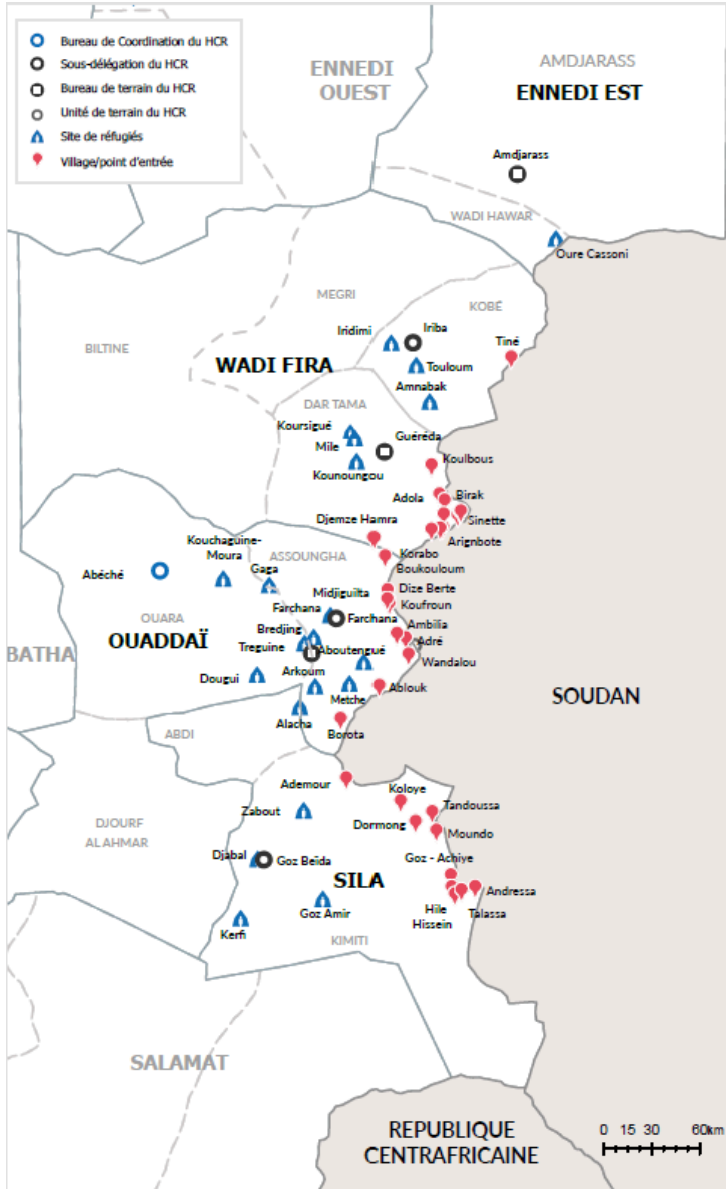 Bureau de Coordination du HCR
Sous-délégation du HCR
Bureau de terrain du HCR
Unité de terrain du HCR
Site de réfugiés
Village/point d'entrée
ENNEDI
OUEST
AMDJARASS
ENNEDI EST
Amdjarass
WADI HAWAR
Oure Cassoni
MEGRI
KOBÉ
Iridimi
Iriba
Tiné
BILTINE
WADI FIRA
Touloum
Amnabak
DAR TAMA
Koursigué
Guéréda
Mile
Kounoungou
Koulbous
Adola
Birak
Djemze Hamra
Sinette
Arignbote
Kouchaguine-
Moura
ASSOUNGHA
Korabo
Boukouloum
Abéché
Gaga
Midjiguilta
Dize Berte
Koufroun
Farchana
Farchana
OUARA
OUADDAÏ
Bredjing
Ambilia
Adré
Treguine
Aboutengué
Wandalou
BATHA
Dougui
Arkoum
Metche
Ablouk
SOUDAN
Alacha
Borota
ABDI
Ademour
Koloye
Zabout
Tandoussa
Dormong
Moundo
DJOURF
AL AHMAR
Djabal
Goz Beïda
Goz - Achiye
SILA
Andressa
Goz Amir
Hile
Hissein
Talassa
Kerfi
KIMITI
SALAMAT
REPUBLIQUE
CENTRAFRICAINE
0 15 30 60km